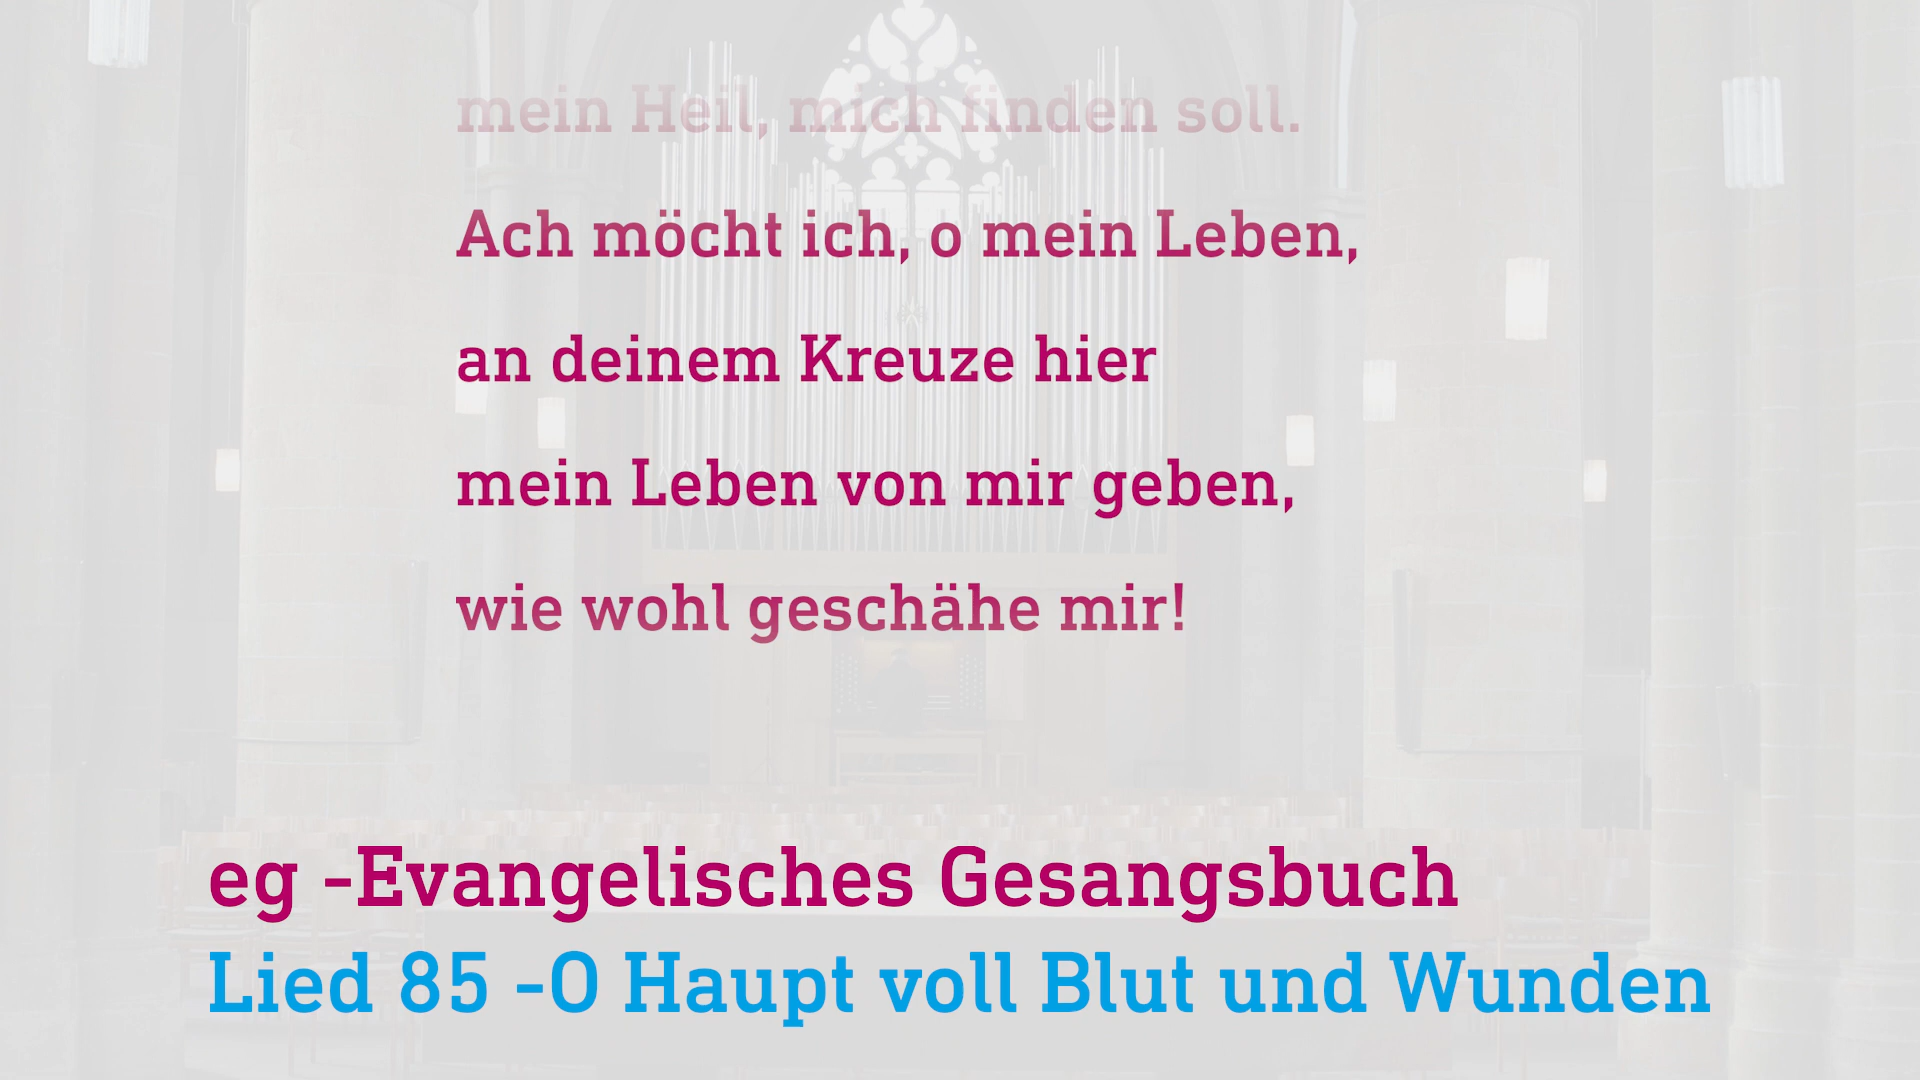 mein Heil, mich finden soll.
Ach möcht ich, o mein Leben,
an deinem Kreuze hier
mein Leben von mir geben,
wie wohl geschähe mir!
eg -Evangelisches Gesangsbuch
Lied 85 -O Haupt voll Blut und Wunden